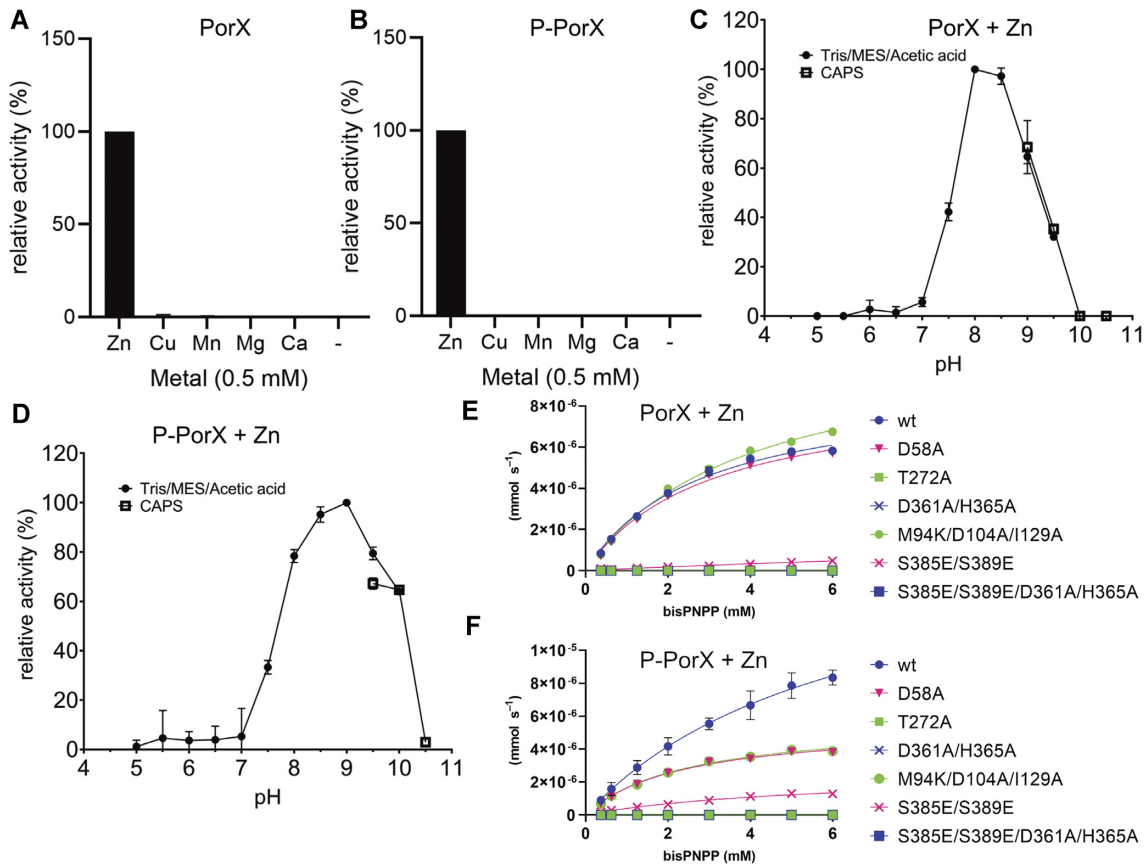 A
PorX
relative activity (%)
150
100
50
0
Zn Cu Mn Mg Ca -
Metal (0.5 mM)
B
P-PorX
relative activity (%)
150
100
50
0
Zn Cu Mn Mg Ca -
Metal (0.5 mM)
C
PorX + Zn
Tris/MES/Acetic acid
CAPS
relative activity (%)
120
100
80
60
40
20
0
4 5 6 7 8 9 10 11
pH
D
P-PorX + Zn
Tris/MES/Acetic acid
CAPS
relative activity (%)
120
100
80
60
40
20
0
4 5 6 7 8 9 10 11
pH
E
PorX + Zn
(mmol s⁻¹)
8×10⁻⁶
6×10⁻⁶
4×10⁻⁶
2×10⁻⁶
0
0 2 4 6
bisPNPP (mM)
wt
D58A
T272A
D361A/H365A
M94K/D104A/I129A
S385E/S389E
S385E/S389E/D361A/H365A
F
P-PorX + Zn
(mmol s⁻¹)
1×10⁻⁵
8×10⁻⁶
6×10⁻⁶
4×10⁻⁶
2×10⁻⁶
0
0 2 4 6
bisPNPP (mM)
wt
D58A
T272A
D361A/H365A
M94K/D104A/I129A
S385E/S389E
S385E/S389E/D361A/H365A